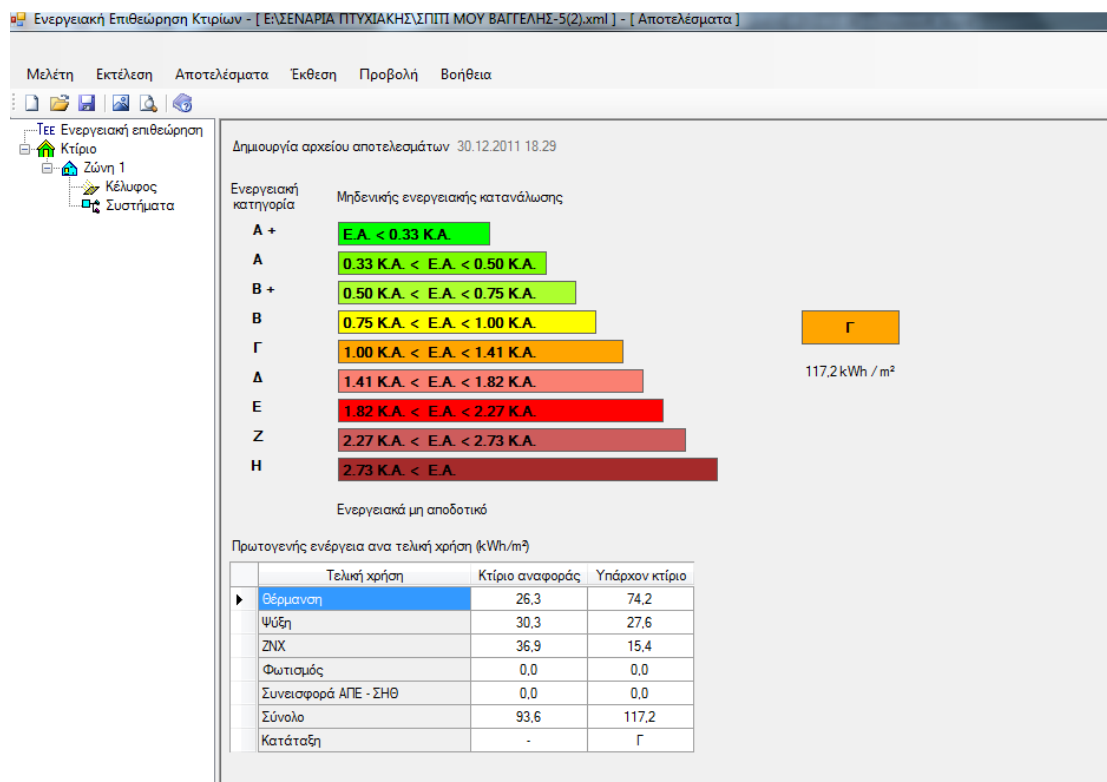 Ενεργειακή Επιθεώρηση Κτιρίων - [ E:\ΣΕΝΑΡΙΑ ΠΤΥΧΙΑΚΗΣ\ΣΠΙΤΙ ΜΟΥ ΒΑΓΓΕΛΗΣ-5(2).xml ] - [ Αποτελέσματα ]
Μελέτη Εκτέλεση Αποτελέσματα Έκθεση Προβολή Βοήθεια
ΤΕΕ Ενεργειακή επιθεώρηση
Κτίριο
Ζώνη 1
Κέλυφος
Συστήματα
Δημιουργία αρχείου αποτελεσμάτων 30.12.2011 18.29
Ενεργειακή κατηγορία
Μηδενικής ενεργειακής κατανάλωσης
Α + Ε.Α. < 0.33 Κ.Α.
Α 0.33 Κ.Α. < Ε.Α. < 0.50 Κ.Α.
Β + 0.50 Κ.Α. < Ε.Α. < 0.75 Κ.Α.
Β 0.75 Κ.Α. < Ε.Α. < 1.00 Κ.Α.
Γ 1.00 Κ.Α. < Ε.Α. < 1.41 Κ.Α.
Δ 1.41 Κ.Α. < Ε.Α. < 1.82 Κ.Α.
Ε 1.82 Κ.Α. < Ε.Α. < 2.27 Κ.Α.
Ζ 2.27 Κ.Α. < Ε.Α. < 2.73 Κ.Α.
Η 2.73 Κ.Α. < Ε.Α.
Γ
117,2 kWh / m²
Ενεργειακά μη αποδοτικό
Πρωτογενής ενέργεια ανα τελική χρήση (kWh/m²)
Τελική χρήση Κτίριο αναφοράς Υπάρχον κτίριο
Θέρμανση 26,3 74,2
Ψύξη 30,3 27,6
ΖΝΧ 36,9 15,4
Φωτισμός 0,0 0,0
Συνεισφορά ΑΠΕ - ΣΗΘ 0,0 0,0
Σύνολο 93,6 117,2
Κατάταξη - Γ